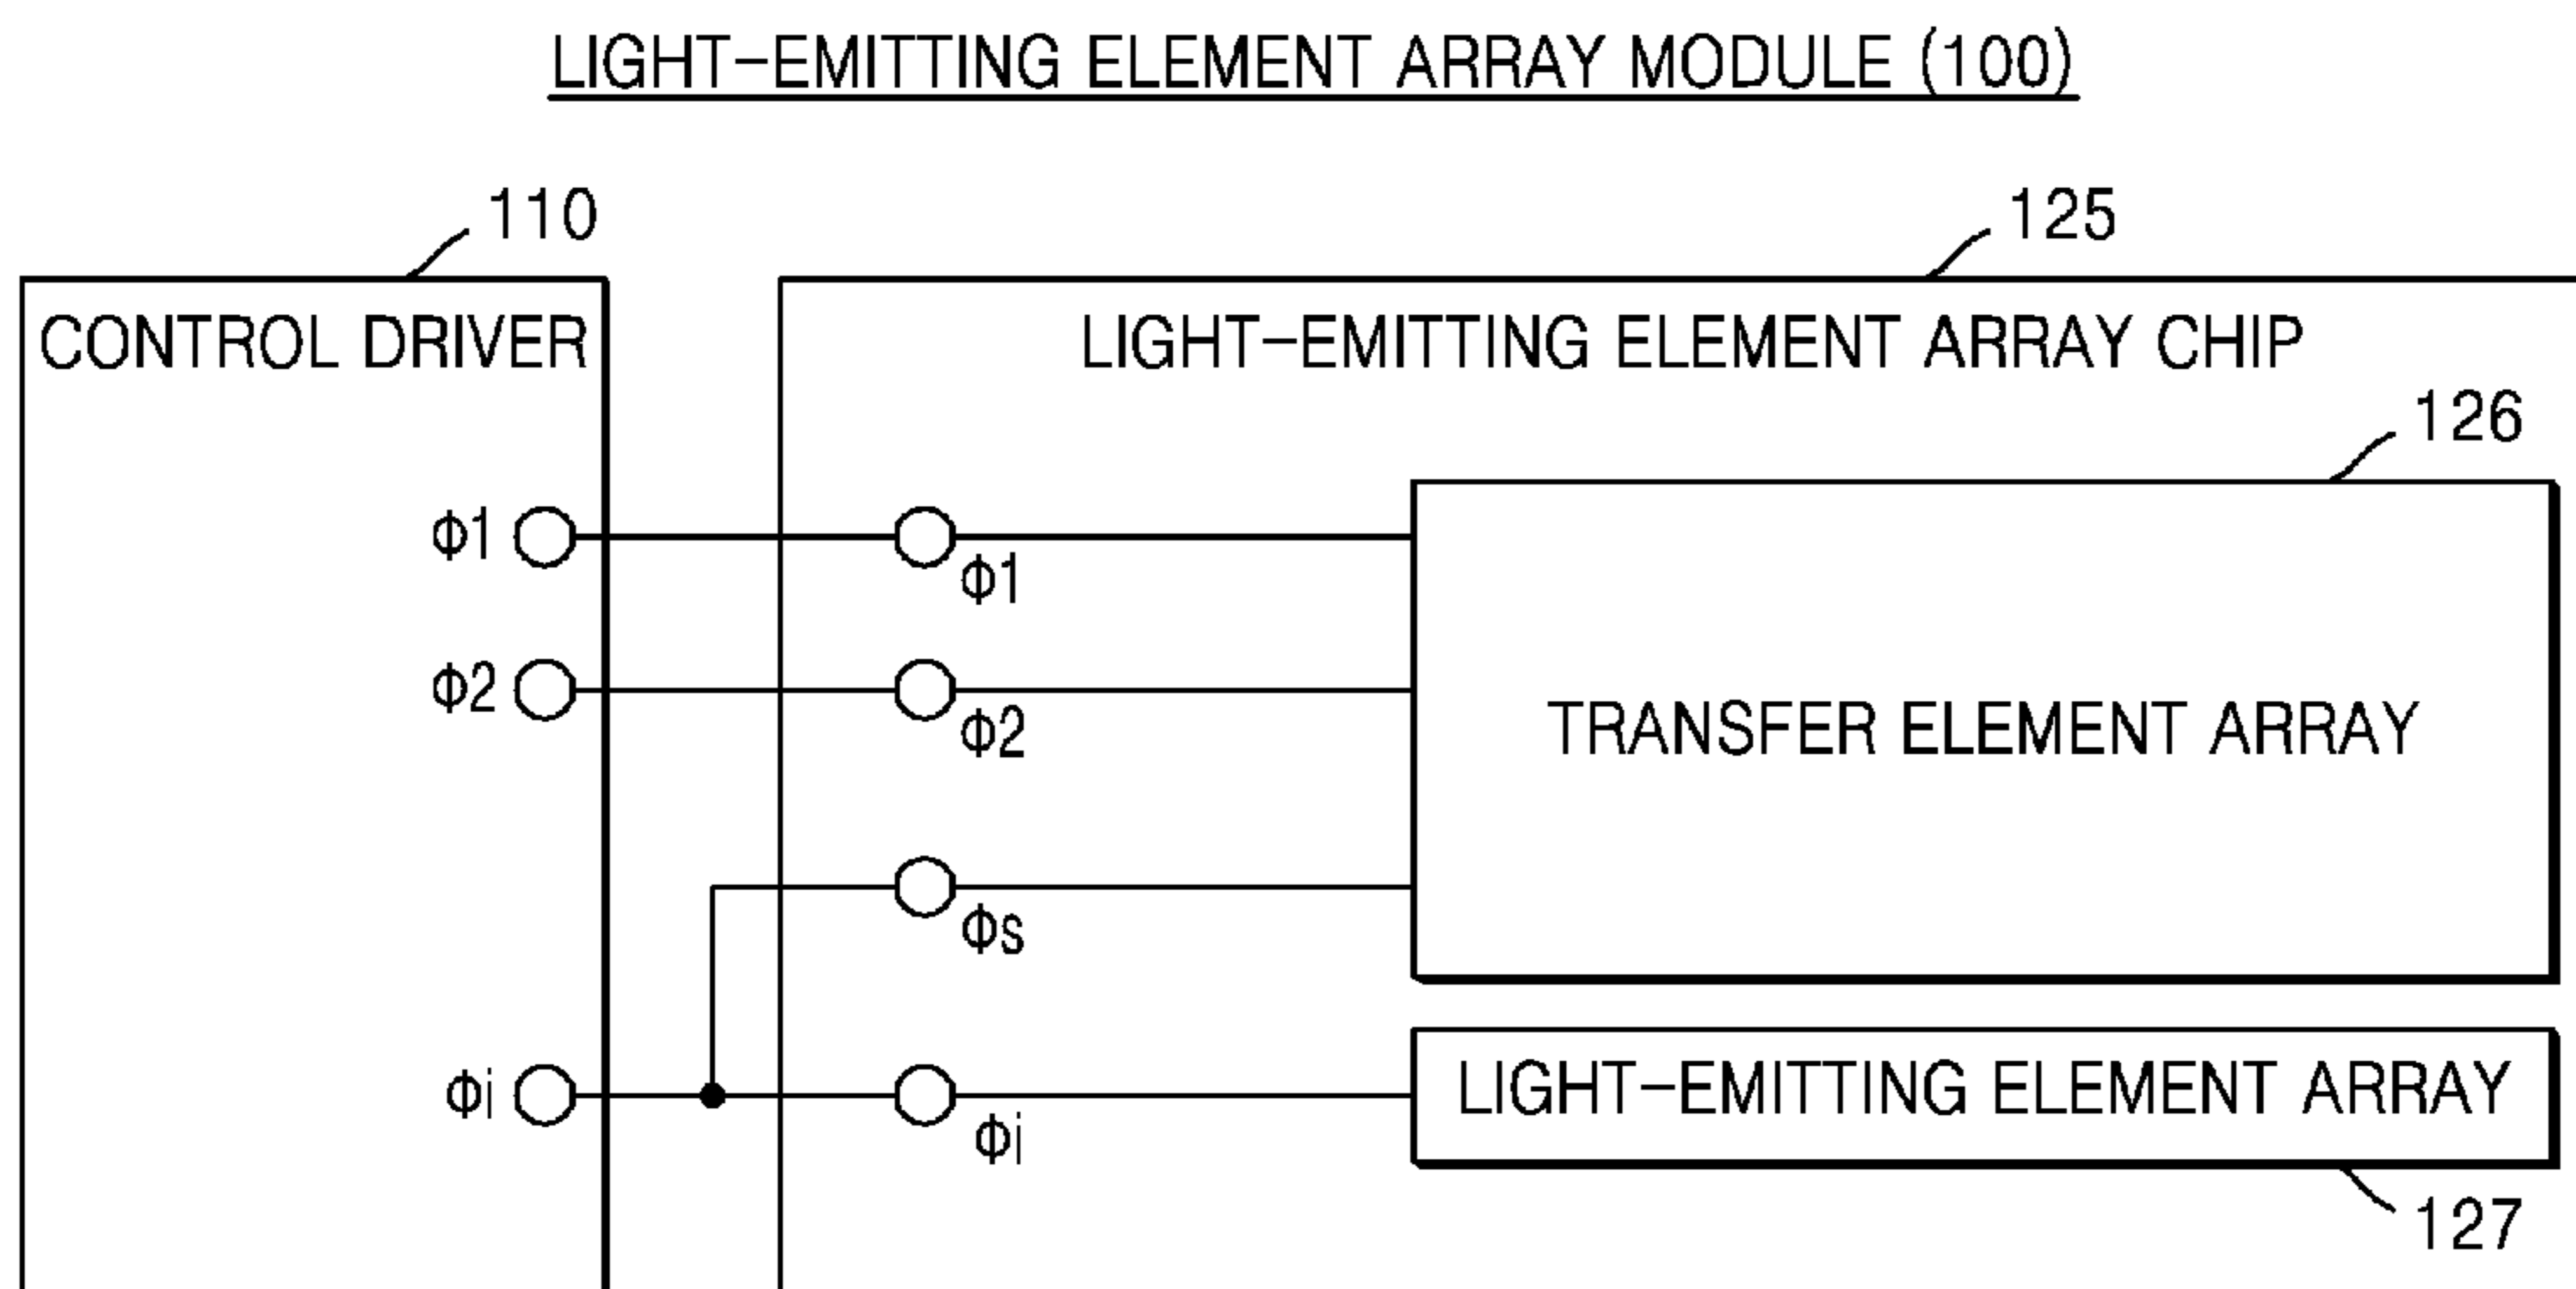 LIGHT-EMITTING ELEMENT ARRAY MODULE (100)
110
125
CONTROL DRIVER
LIGHT-EMITTING ELEMENT ARRAY CHIP
126
ϕ1
ϕ1
ϕ2
ϕ2
TRANSFER ELEMENT ARRAY
ϕs
ϕi
ϕi
LIGHT-EMITTING ELEMENT ARRAY
127